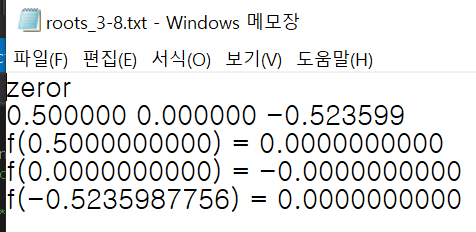 roots_3-8.txt - Windows 메모장
파일(F) 편집(E) 서식(O) 보기(V) 도움말(H)
zeror
0.500000 0.000000 -0.523599
f(0.5000000000) = 0.0000000000
f(0.0000000000) = -0.0000000000
f(-0.5235987756) = 0.0000000000